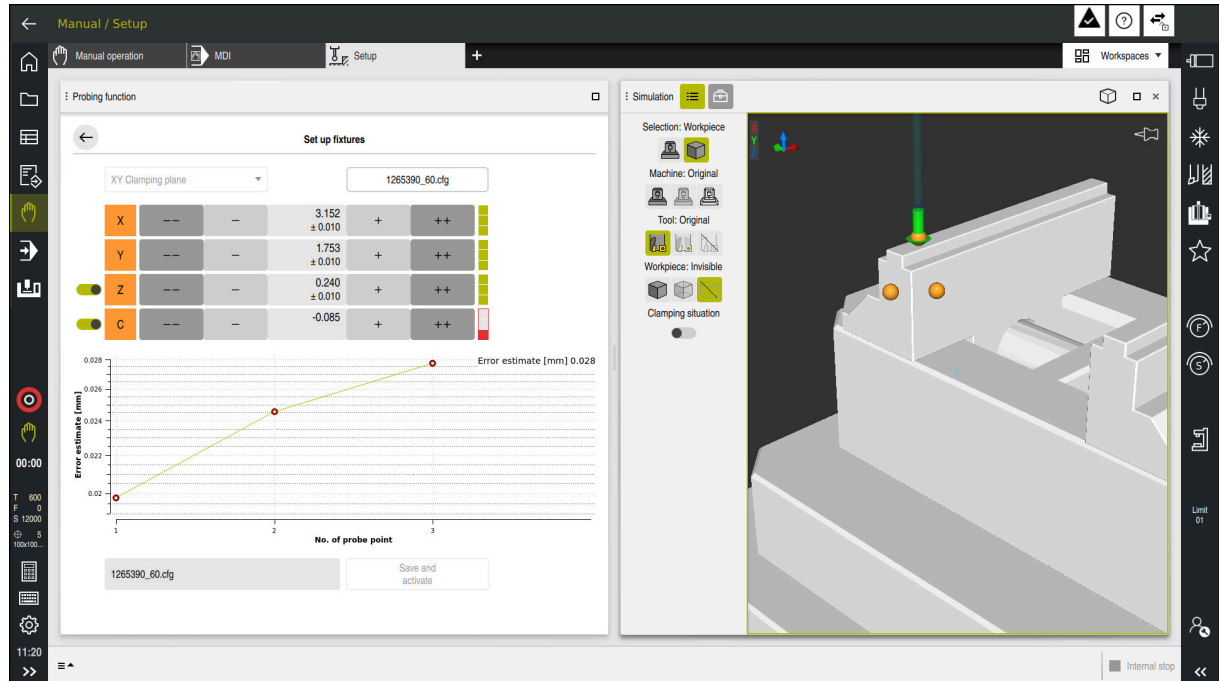 Manual / Setup
Manual operation
MDI
Setup
+
Workspaces
Probing function
Set up fixtures
XY Clamping plane
1265390_60.cfg
X
−−
−
3.152
± 0.010
+
++
Y
−−
−
1.753
± 0.010
+
++
Z
−−
−
0.240
± 0.010
+
++
C
−−
−
-0.085
+
++
Error estimate [mm] 0.028
Error estimate [mm]
0.028
0.026
0.024
0.022
0.02
1
2
3
No. of probe point
1265390_60.cfg
Save and
activate
Simulation
Selection: Workpiece
Machine: Original
Tool: Original
Workpiece: Invisible
Clamping situation
X
Y
Z
00:00
T 600
F 0
S 12000
5
100x100...
11:20
F
S
Limit
01
Internal stop